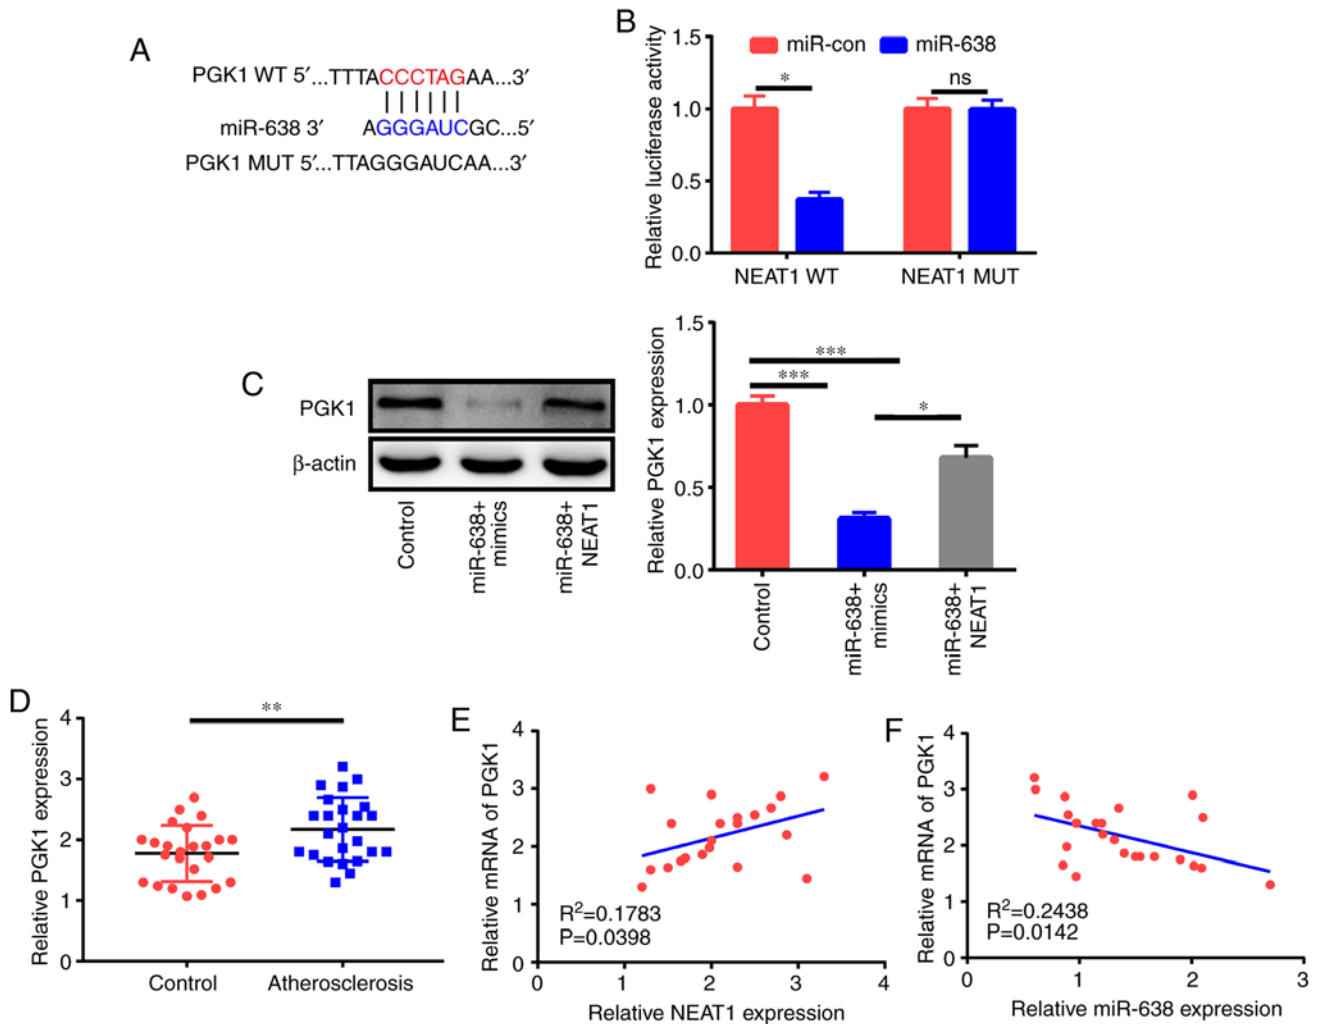 A
PGK1 WT 5′...TTTACCCTAGAA...3′
miR-638 3′ AGGGAUCGC...5′
PGK1 MUT 5′...TTAGGGAUCAA...3′
B
Relative luciferase activity
1.5
1.0
0.5
0.0
miR-con miR-638
*
ns
NEAT1 WT NEAT1 MUT
C
PGK1
β-actin
Control
miR-638+
mimics
miR-638+
NEAT1
Relative PGK1 expression
1.5
1.0
0.5
0.0
***
***
*
Control
miR-638+
mimics
miR-638+
NEAT1
D
Relative PGK1 expression
4
3
2
1
0
**
Control Atherosclerosis
E
Relative mRNA of PGK1
4
3
2
1
0
R²=0.1783
P=0.0398
0 1 2 3 4
Relative NEAT1 expression
F
Relative mRNA of PGK1
4
3
2
1
0
R²=0.2438
P=0.0142
0 1 2 3
Relative miR-638 expression